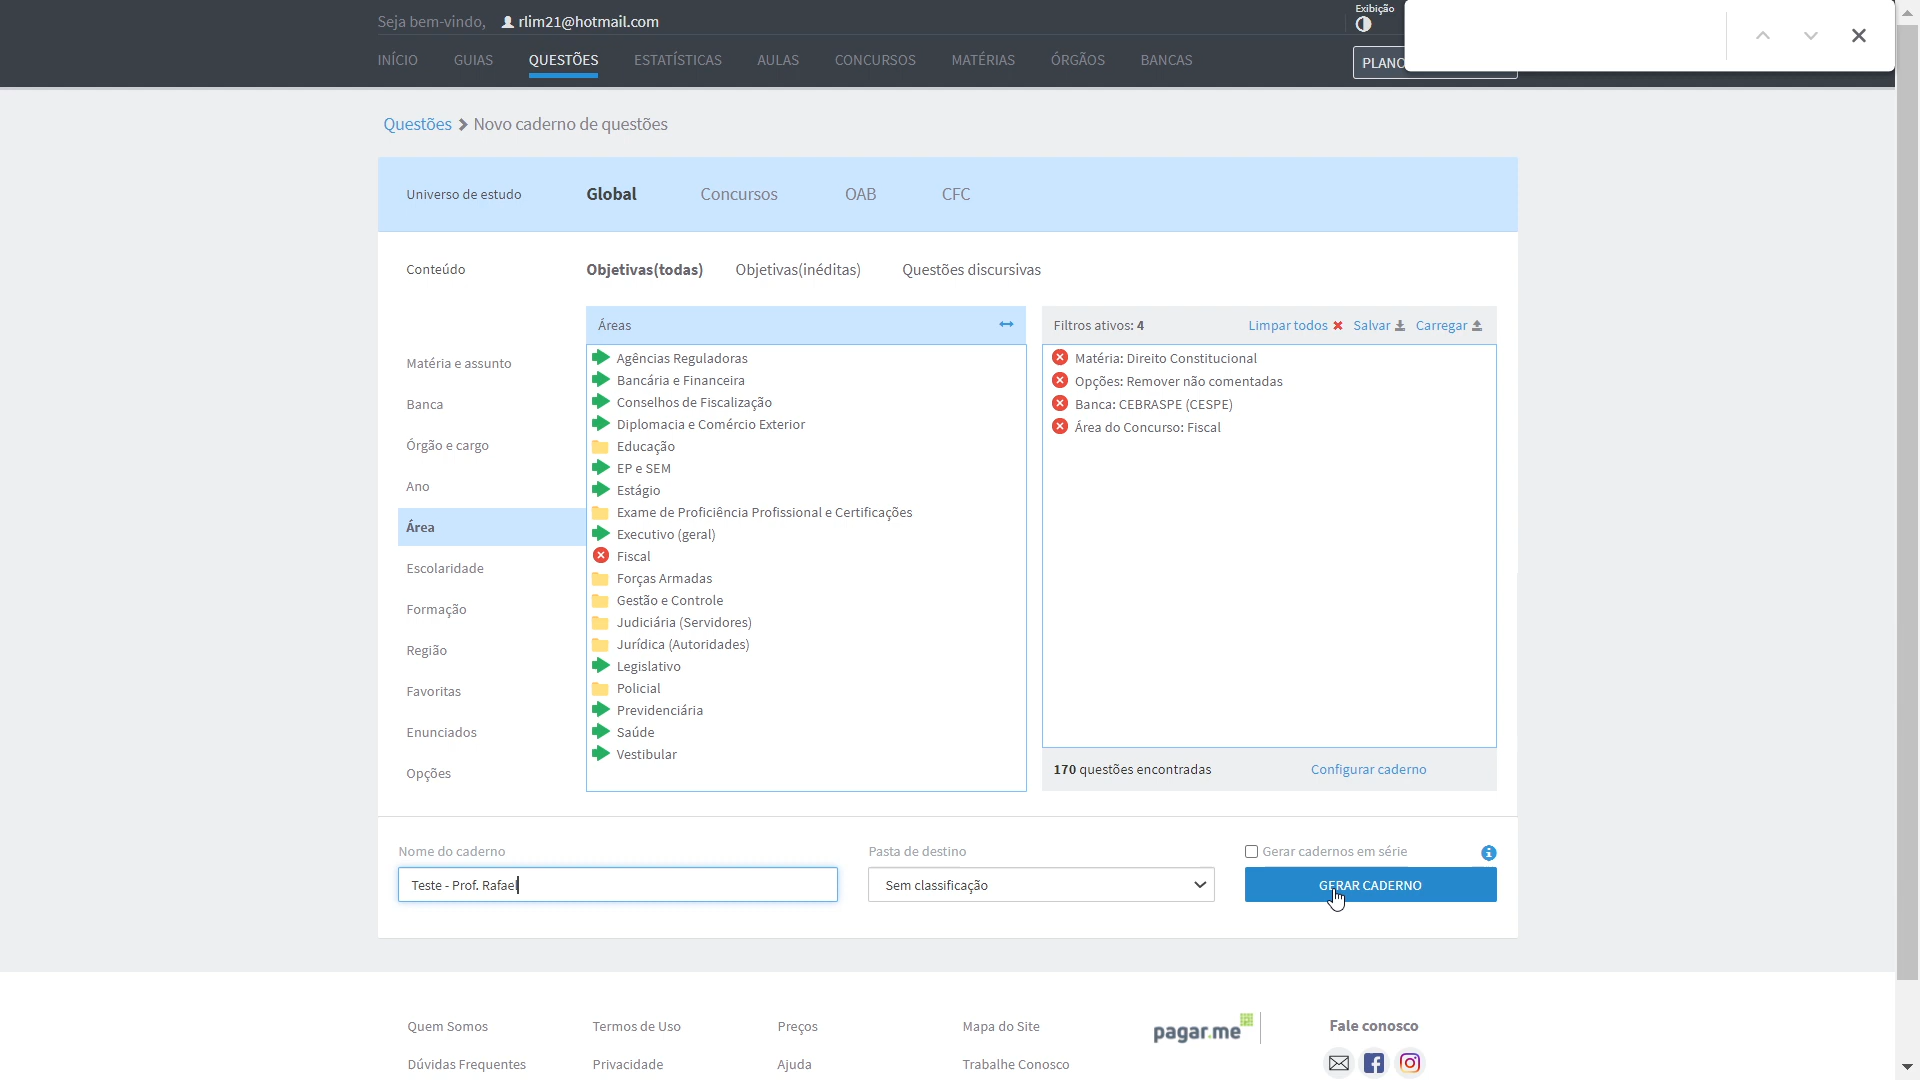 Seja bem-vindo, rlim21@hotmail.com
Exibição
INÍCIO GUIAS QUESTÕES ESTATÍSTICAS AULAS CONCURSOS MATÉRIAS ÓRGÃOS BANCAS
PLANO
Questões > Novo caderno de questões
Universo de estudo Global Concursos OAB CFC
Conteúdo Objetivas(todas) Objetivas(inéditas) Questões discursivas
Matéria e assunto
Banca
Órgão e cargo
Ano
Área
Escolaridade
Formação
Região
Favoritas
Enunciados
Opções
Áreas
Agências Reguladoras
Bancária e Financeira
Conselhos de Fiscalização
Diplomacia e Comércio Exterior
Educação
EP e SEM
Estágio
Exame de Proficiência Profissional e Certificações
Executivo (geral)
Fiscal
Forças Armadas
Gestão e Controle
Judiciária (Servidores)
Jurídica (Autoridades)
Legislativo
Policial
Previdenciária
Saúde
Vestibular
Filtros ativos: 4 Limpar todos Salvar Carregar
Matéria: Direito Constitucional
Opções: Remover não comentadas
Banca: CEBRASPE (CESPE)
Área do Concurso: Fiscal
170 questões encontradas Configurar caderno
Nome do caderno
Teste - Prof. Rafael
Pasta de destino
Sem classificação
Gerar cadernos em série
GERAR CADERNO
Quem Somos Termos de Uso Preços Mapa do Site pagar.me Fale conosco
Dúvidas Frequentes Privacidade Ajuda Trabalhe Conosco